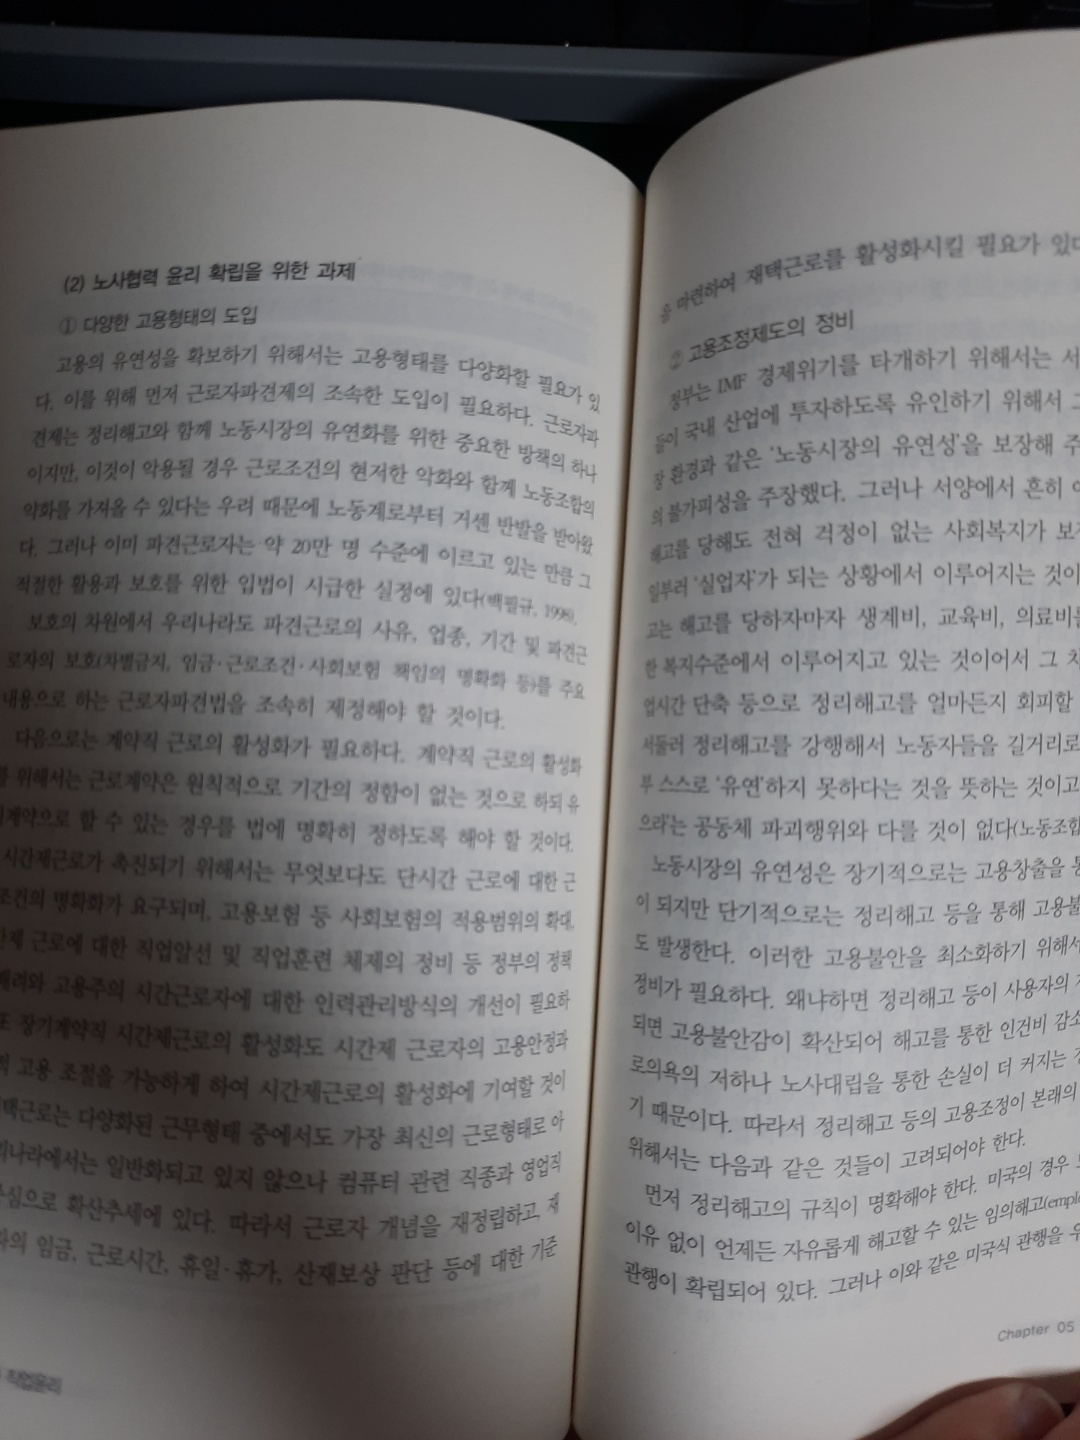 (2) 노사협력 윤리 확립을 위한 과제
① 다양한 고용형태의 도입
고용의 유연성을 확보하기 위해서는 고용형태를 다양화할 필요가 있
다. 이를 위해 먼저 근로자파견제의 조속한 도입이 필요하다. 근로자파
견제는 정리해고와 함께 노동시장의 유연화를 위한 중요한 방책의 하나
이지만, 이것이 악용될 경우 근로조건의 현저한 악화와 함께 노동조합의
약화를 가져올 수 있다는 우려 때문에 노동계로부터 거센 반발을 받아왔
다. 그러나 이미 파견근로자는 약 20만 명 수준에 이르고 있는 만큼 그
적절한 활용과 보호를 위한 입법이 시급한 실정에 있다(백필규, 1998).
보호의 차원에서 우리나라도 파견근로의 사유, 업종, 기간 및 파견근
로자의 보호(차별금지, 임금·근로조건·사회보험 책임의 명확화 등)를 주요
내용으로 하는 근로자파견법을 조속히 제정해야 할 것이다.
다음으로는 계약직 근로의 활성화가 필요하다. 계약직 근로의 활성화
를 위해서는 근로계약은 원칙적으로 기간의 정함이 없는 것으로 하되 유
계약으로 할 수 있는 경우를 법에 명확히 정하도록 해야 할 것이다.
시간제근로가 촉진되기 위해서는 무엇보다도 단시간 근로에 대한 근
조건의 명확화가 요구되며, 고용보험 등 사회보험의 적용범위의 확대,
근로에 대한 직업알선 및 직업훈련 체제의 정비 등 정부의 정책
배려와 고용주의 시간근로자에 대한 인력관리방식의 개선이 필요하
장기계약직 시간제근로의 활성화도 시간제 근로자의 고용안정과
고용 조절을 가능하게 하여 시간제근로의 활성화에 기여할 것이
택근로는 다양화된 근무형태 중에서도 가장 최신의 근로형태로 아
나라에서는 일반화되고 있지 않으나 컴퓨터 관련 직종과 영업직
심으로 확산추세에 있다. 따라서 근로자 개념을 재정립하고 재
의 임금, 근로시간, 휴일·휴가, 산재보상 판단 등에 대한 기준
직업윤리
을 마련하여 재택근로를 활성화시킬 필요가 있다
② 고용조정제도의 정비
정부는 IMF 경제위기를 타개하기 위해서는 서
들이 국내 산업에 투자하도록 유인하기 위해서
장 환경과 같은 '노동시장의 유연성'을 보장해 주
의 불가피성을 주장했다. 그러나 서양에서 흔히
해고를 당해도 전혀 걱정이 없는 사회복지가 보
일부러 '실업자'가 되는 상황에서 이루어지는 것이
고는 해고를 당하자마자 생계비, 교육비, 의료비를
한 복지수준에서 이루어지고 있는 것이어서 그
업시간 단축 등으로 정리해고를 얼마든지 회피할
서둘러 정리해고를 강행해서 노동자들을 길거리로
부 스스로 '유연'하지 못하다는 것을 뜻하는 것이고
으라'는 공동체 파괴행위와 다를 것이 없다(노동조합
노동시장의 유연성은 장기적으로는 고용창출을 통
이 되지만 단기적으로는 정리해고 등을 통해 고용불
도 발생한다. 이러한 고용불안을 최소화하기 위해서
정비가 필요하다. 왜냐하면 정리해고 등이 사용자의
되면 고용불안감이 확산되어 해고를 통한 인건비 감소
로의욕의 저하나 노사대립을 통한 손실이 더 커지는
기 때문이다. 따라서 정리해고 등의 고용조정이 본래의
위해서는 다음과 같은 것들이 고려되어야 한다.
먼저 정리해고의 규칙이 명확해야 한다. 미국의 경우
이유 없이 언제든 자유롭게 해고할 수 있는 임의해고(emplo
관행이 확립되어 있다. 그러나 이와 같은 미국식 관행을 우
Chapter 05